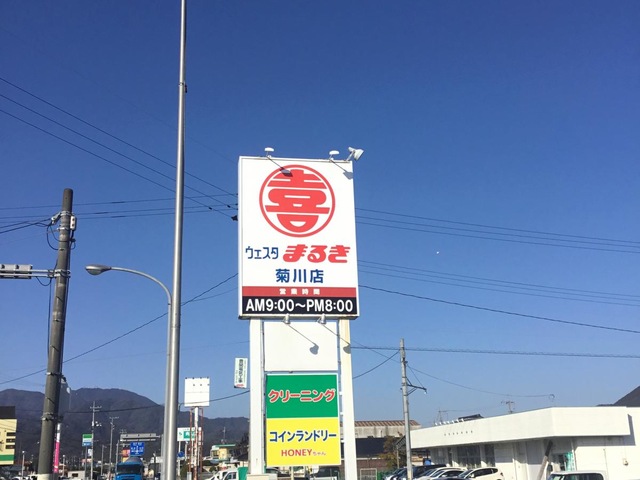 喜
ウェスタ まるき
菊川店
営業時間
AM9:00〜PM8:00
クリーニング
コインランドリー
HONEYちゃん